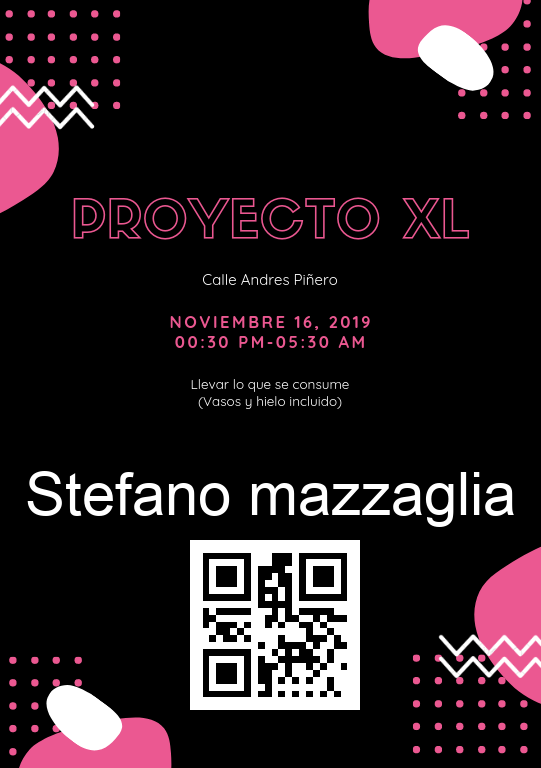 PROYECTO XL
Calle Andres Piñero
NOVIEMBRE 16, 2019
00:30 PM-05:30 AM
Llevar lo que se consume
(Vasos y hielo incluido)
Stefano mazzaglia